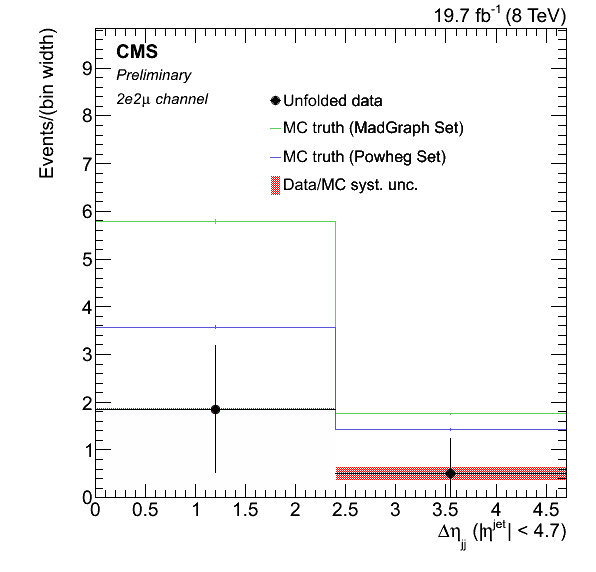 19.7 fb⁻¹ (8 TeV)
CMS
Preliminary
2e2μ channel
Unfolded data
MC truth (MadGraph Set)
MC truth (Powheg Set)
Data/MC syst. unc.
Events/(bin width)
9
8
7
6
5
4
3
2
1
0
0 0.5 1 1.5 2 2.5 3 3.5 4 4.5
Δη_jj (|η^jet| < 4.7)